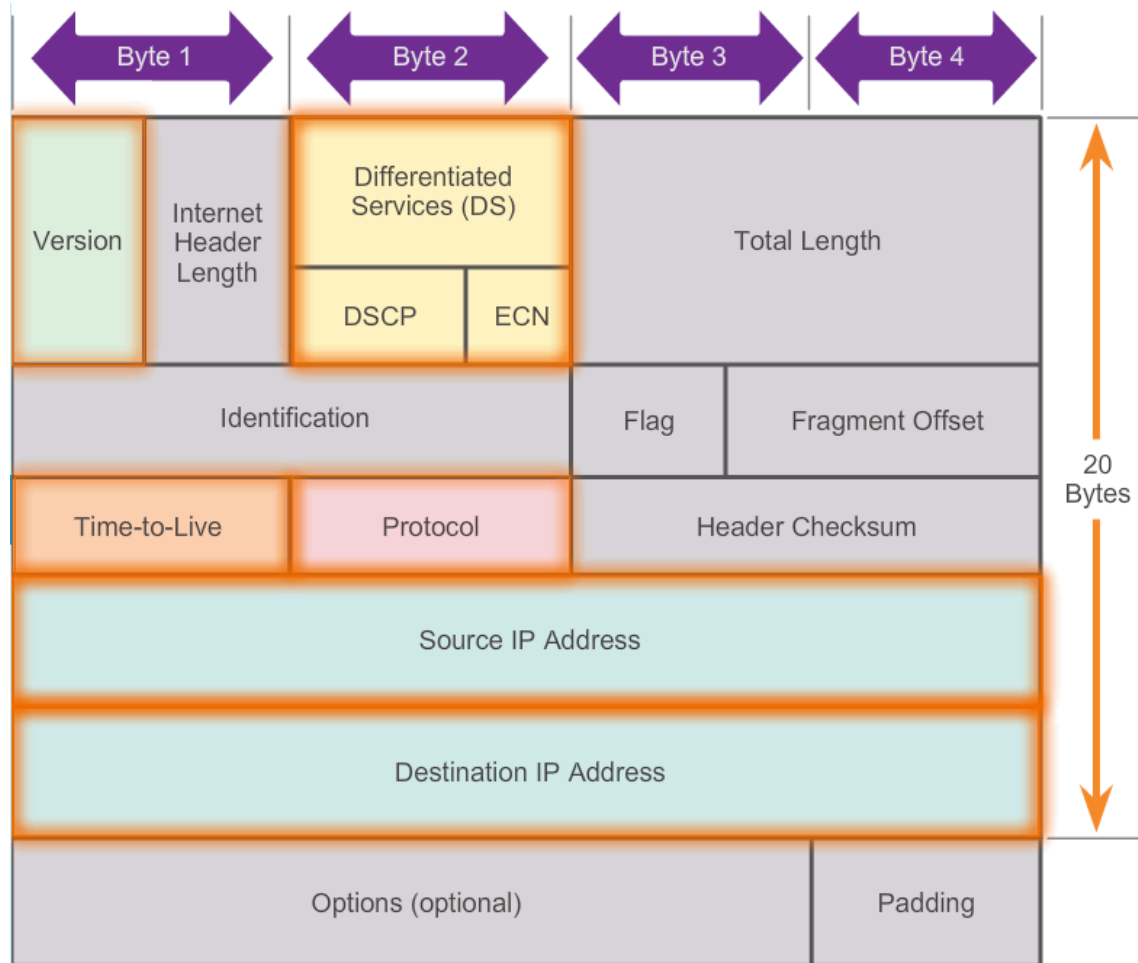 Byte 1
Byte 2
Byte 3
Byte 4
Version
Internet
Header
Length
Differentiated
Services (DS)
DSCP
ECN
Total Length
Identification
Flag
Fragment Offset
20
Bytes
Time-to-Live
Protocol
Header Checksum
Source IP Address
Destination IP Address
Options (optional)
Padding